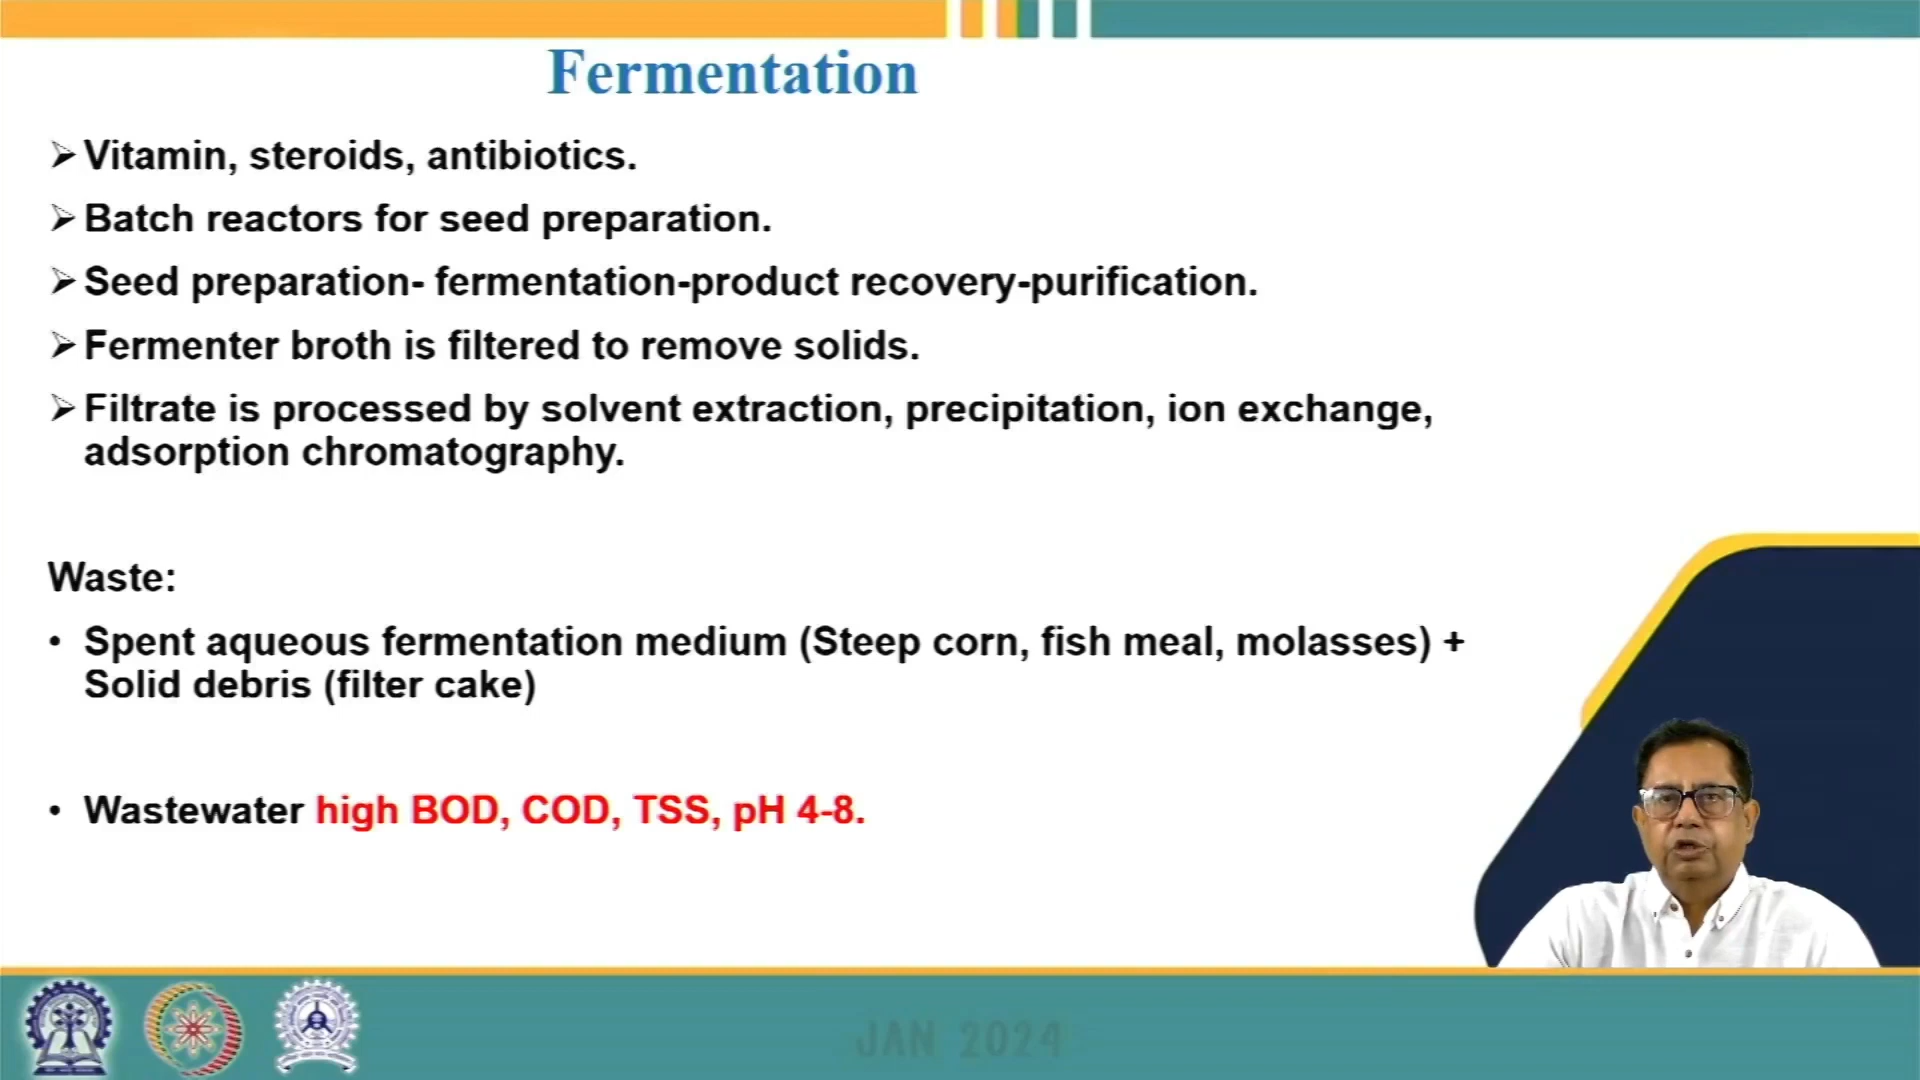 Fermentation
➢ Vitamin, steroids, antibiotics.
➢ Batch reactors for seed preparation.
➢ Seed preparation- fermentation-product recovery-purification.
➢ Fermenter broth is filtered to remove solids.
➢ Filtrate is processed by solvent extraction, precipitation, ion exchange,
adsorption chromatography.
Waste:
• Spent aqueous fermentation medium (Steep corn, fish meal, molasses) +
Solid debris (filter cake)
• Wastewater high BOD, COD, TSS, pH 4-8.
JAN 2024